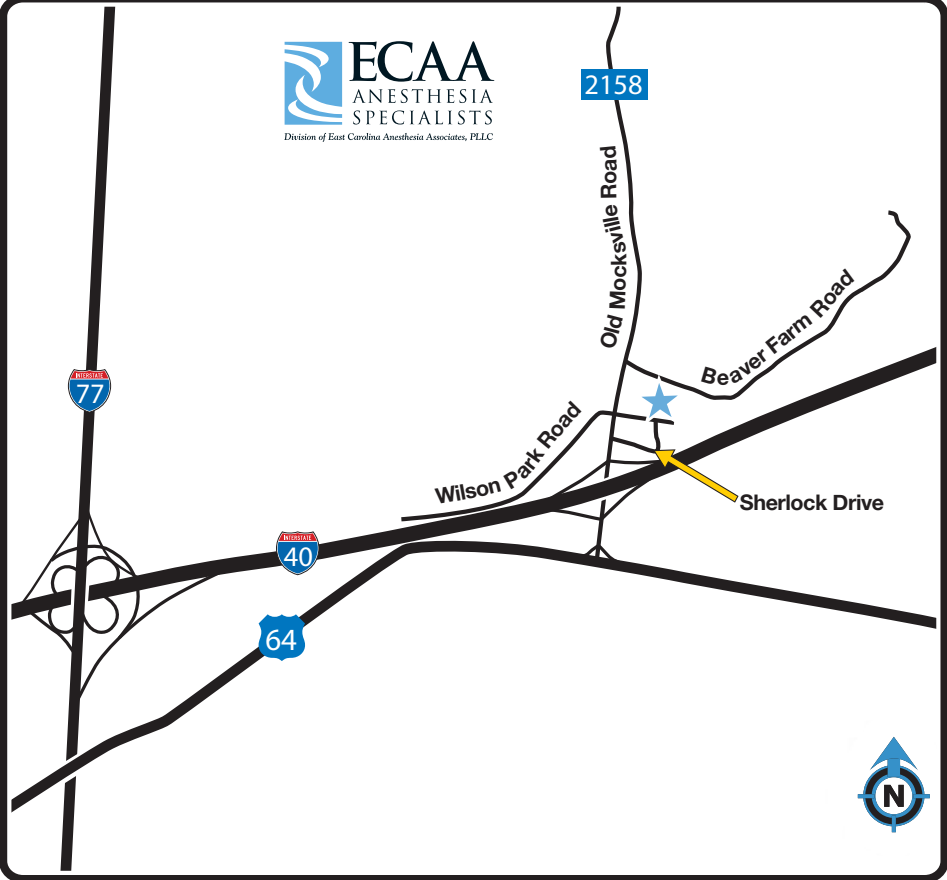 ECAA
ANESTHESIA
SPECIALISTS
Division of East Carolina Anesthesia Associates, PLLC
2158
Old Mocksville Road
Beaver Farm Road
INTERSTATE
77
Wilson Park Road
Sherlock Drive
INTERSTATE
40
64
N